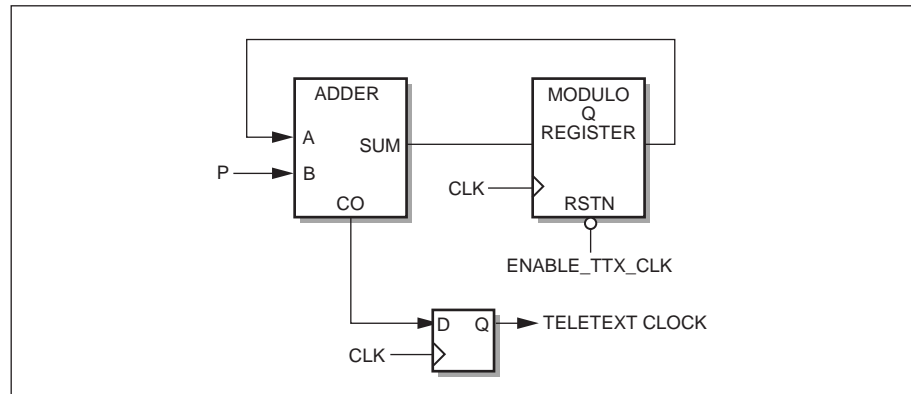 ADDER
A
SUM
P
B
CO
MODULO
Q
REGISTER
CLK
RSTN
ENABLE_TTX_CLK
D
Q
TELETEXT CLOCK
CLK